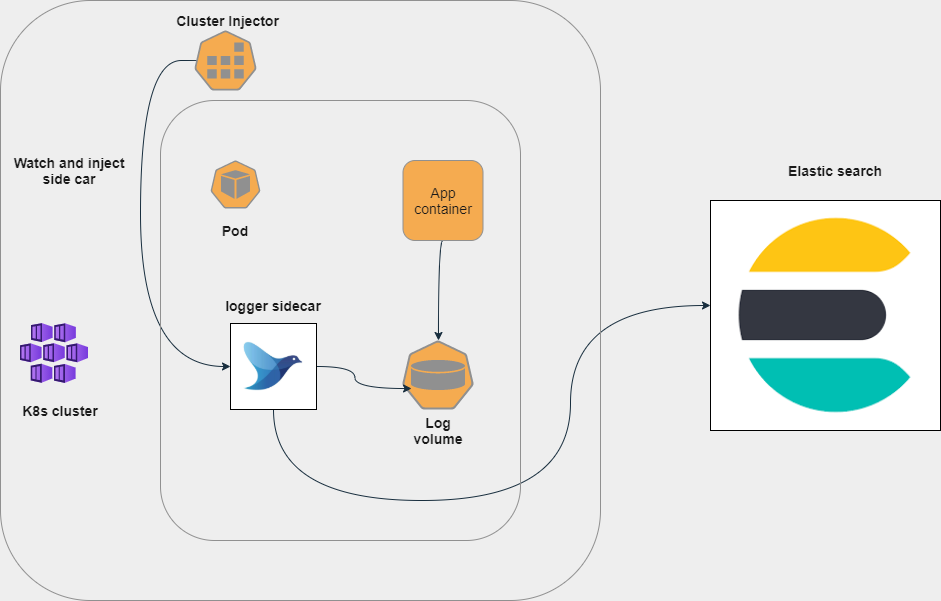 Cluster Injector
Watch and inject
side car
Pod
App
container
Elastic search
logger sidecar
K8s cluster
Log
volume